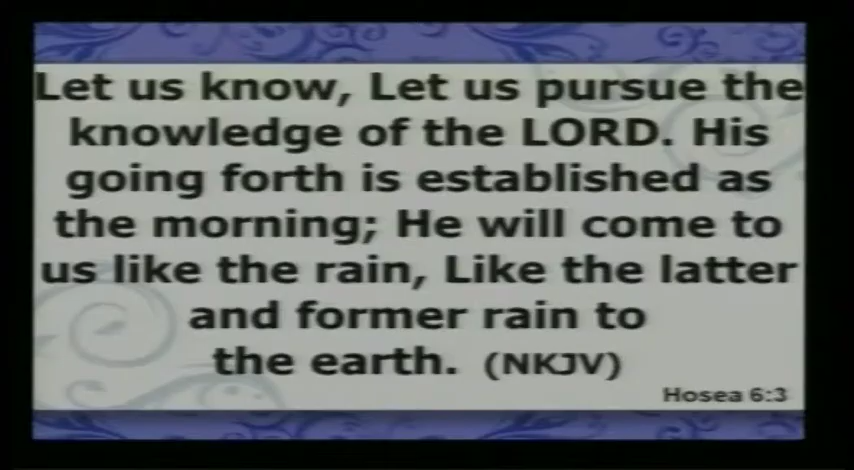 Let us know, Let us pursue the
knowledge of the LORD. His
going forth is established as
the morning; He will come to
us like the rain, Like the latter
and former rain to
the earth. (NKJV)
Hosea 6:3